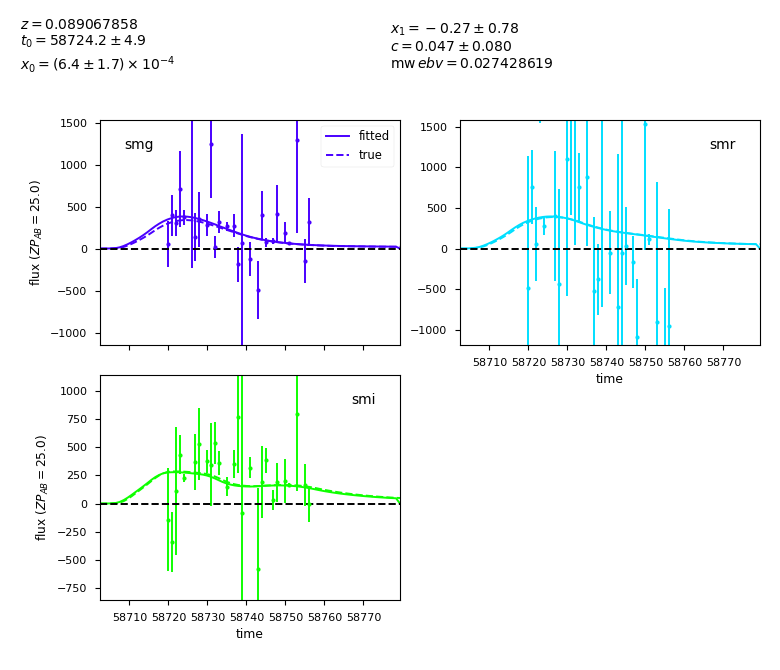 z = 0.089067858
t₀ = 58724.2 ± 4.9
x₀ = (6.4 ± 1.7) × 10⁻⁴
x₁ = −0.27 ± 0.78
c = 0.047 ± 0.080
mw ebv = 0.027428619
smg
fitted
true
1500
1000
500
0
−500
−1000
flux (ZP_AB = 25.0)
smr
1500
1000
500
0
−500
−1000
58710 58720 58730 58740 58750 58760 58770
time
smi
1000
750
500
250
0
−250
−500
−750
flux (ZP_AB = 25.0)
58710 58720 58730 58740 58750 58760 58770
time